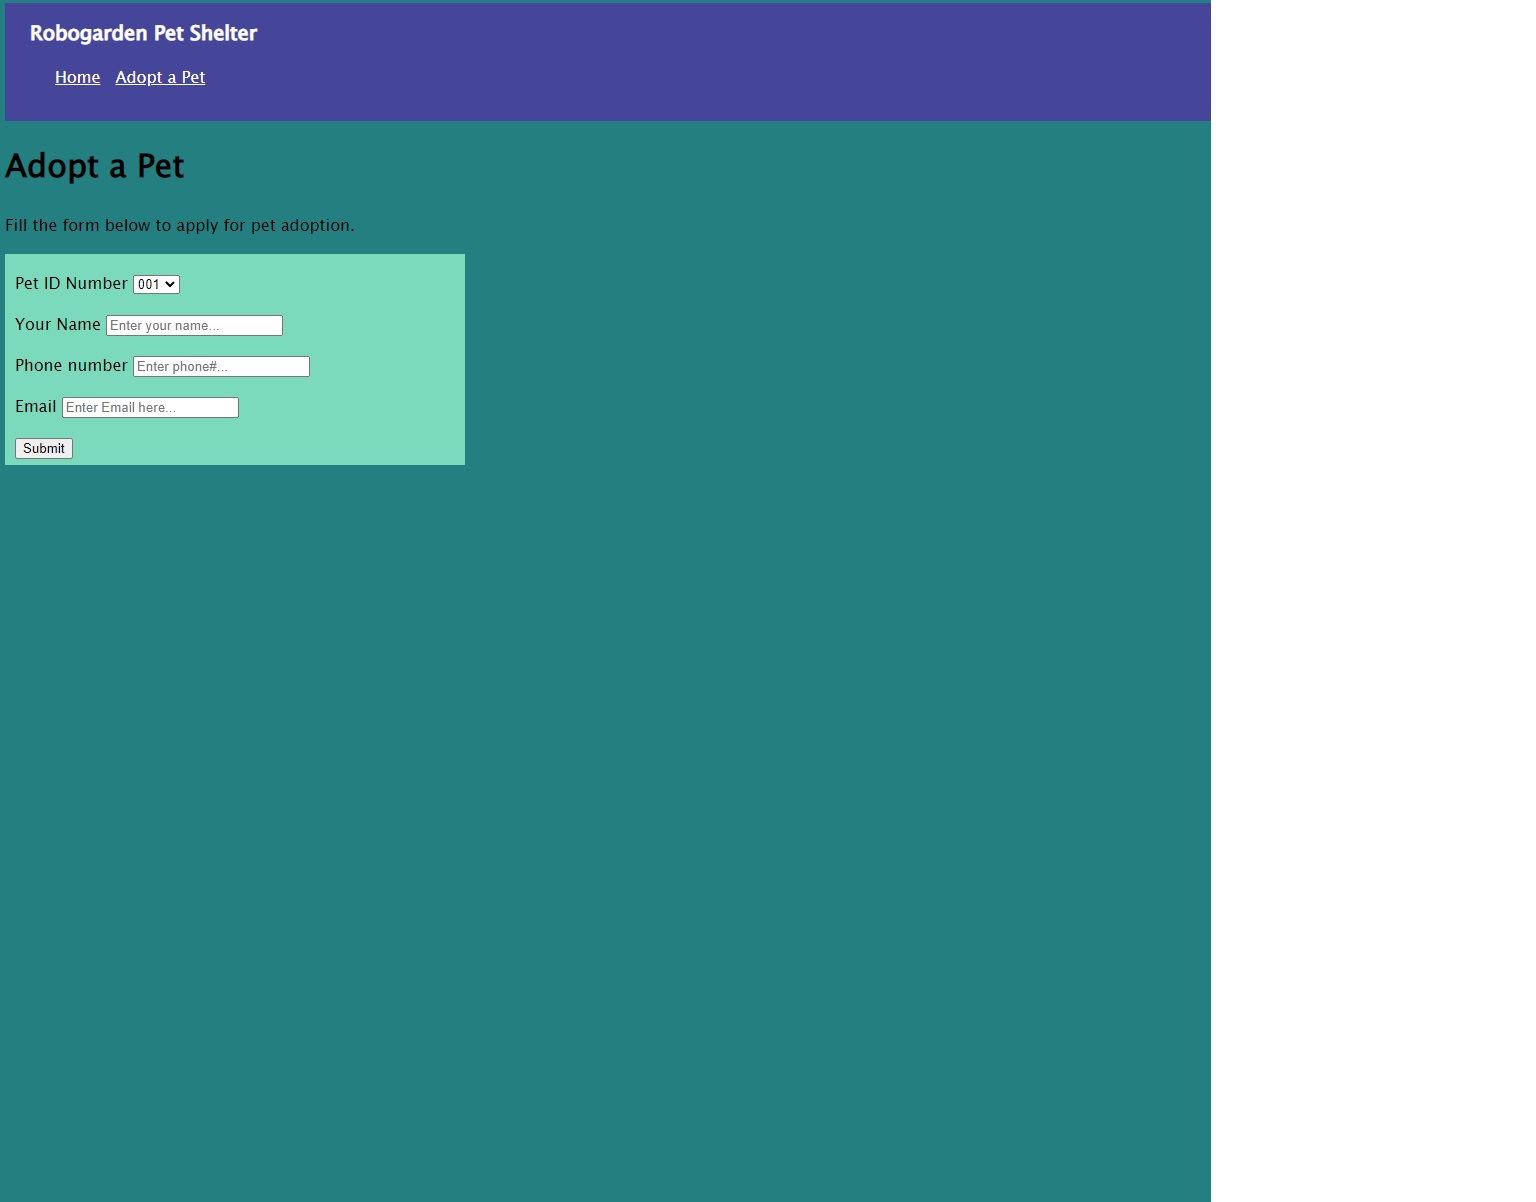 Robogarden Pet Shelter
Home Adopt a Pet
Adopt a Pet
Fill the form below to apply for pet adoption.
Pet ID Number 001
Your Name Enter your name...
Phone number Enter phone#...
Email Enter Email here...
Submit